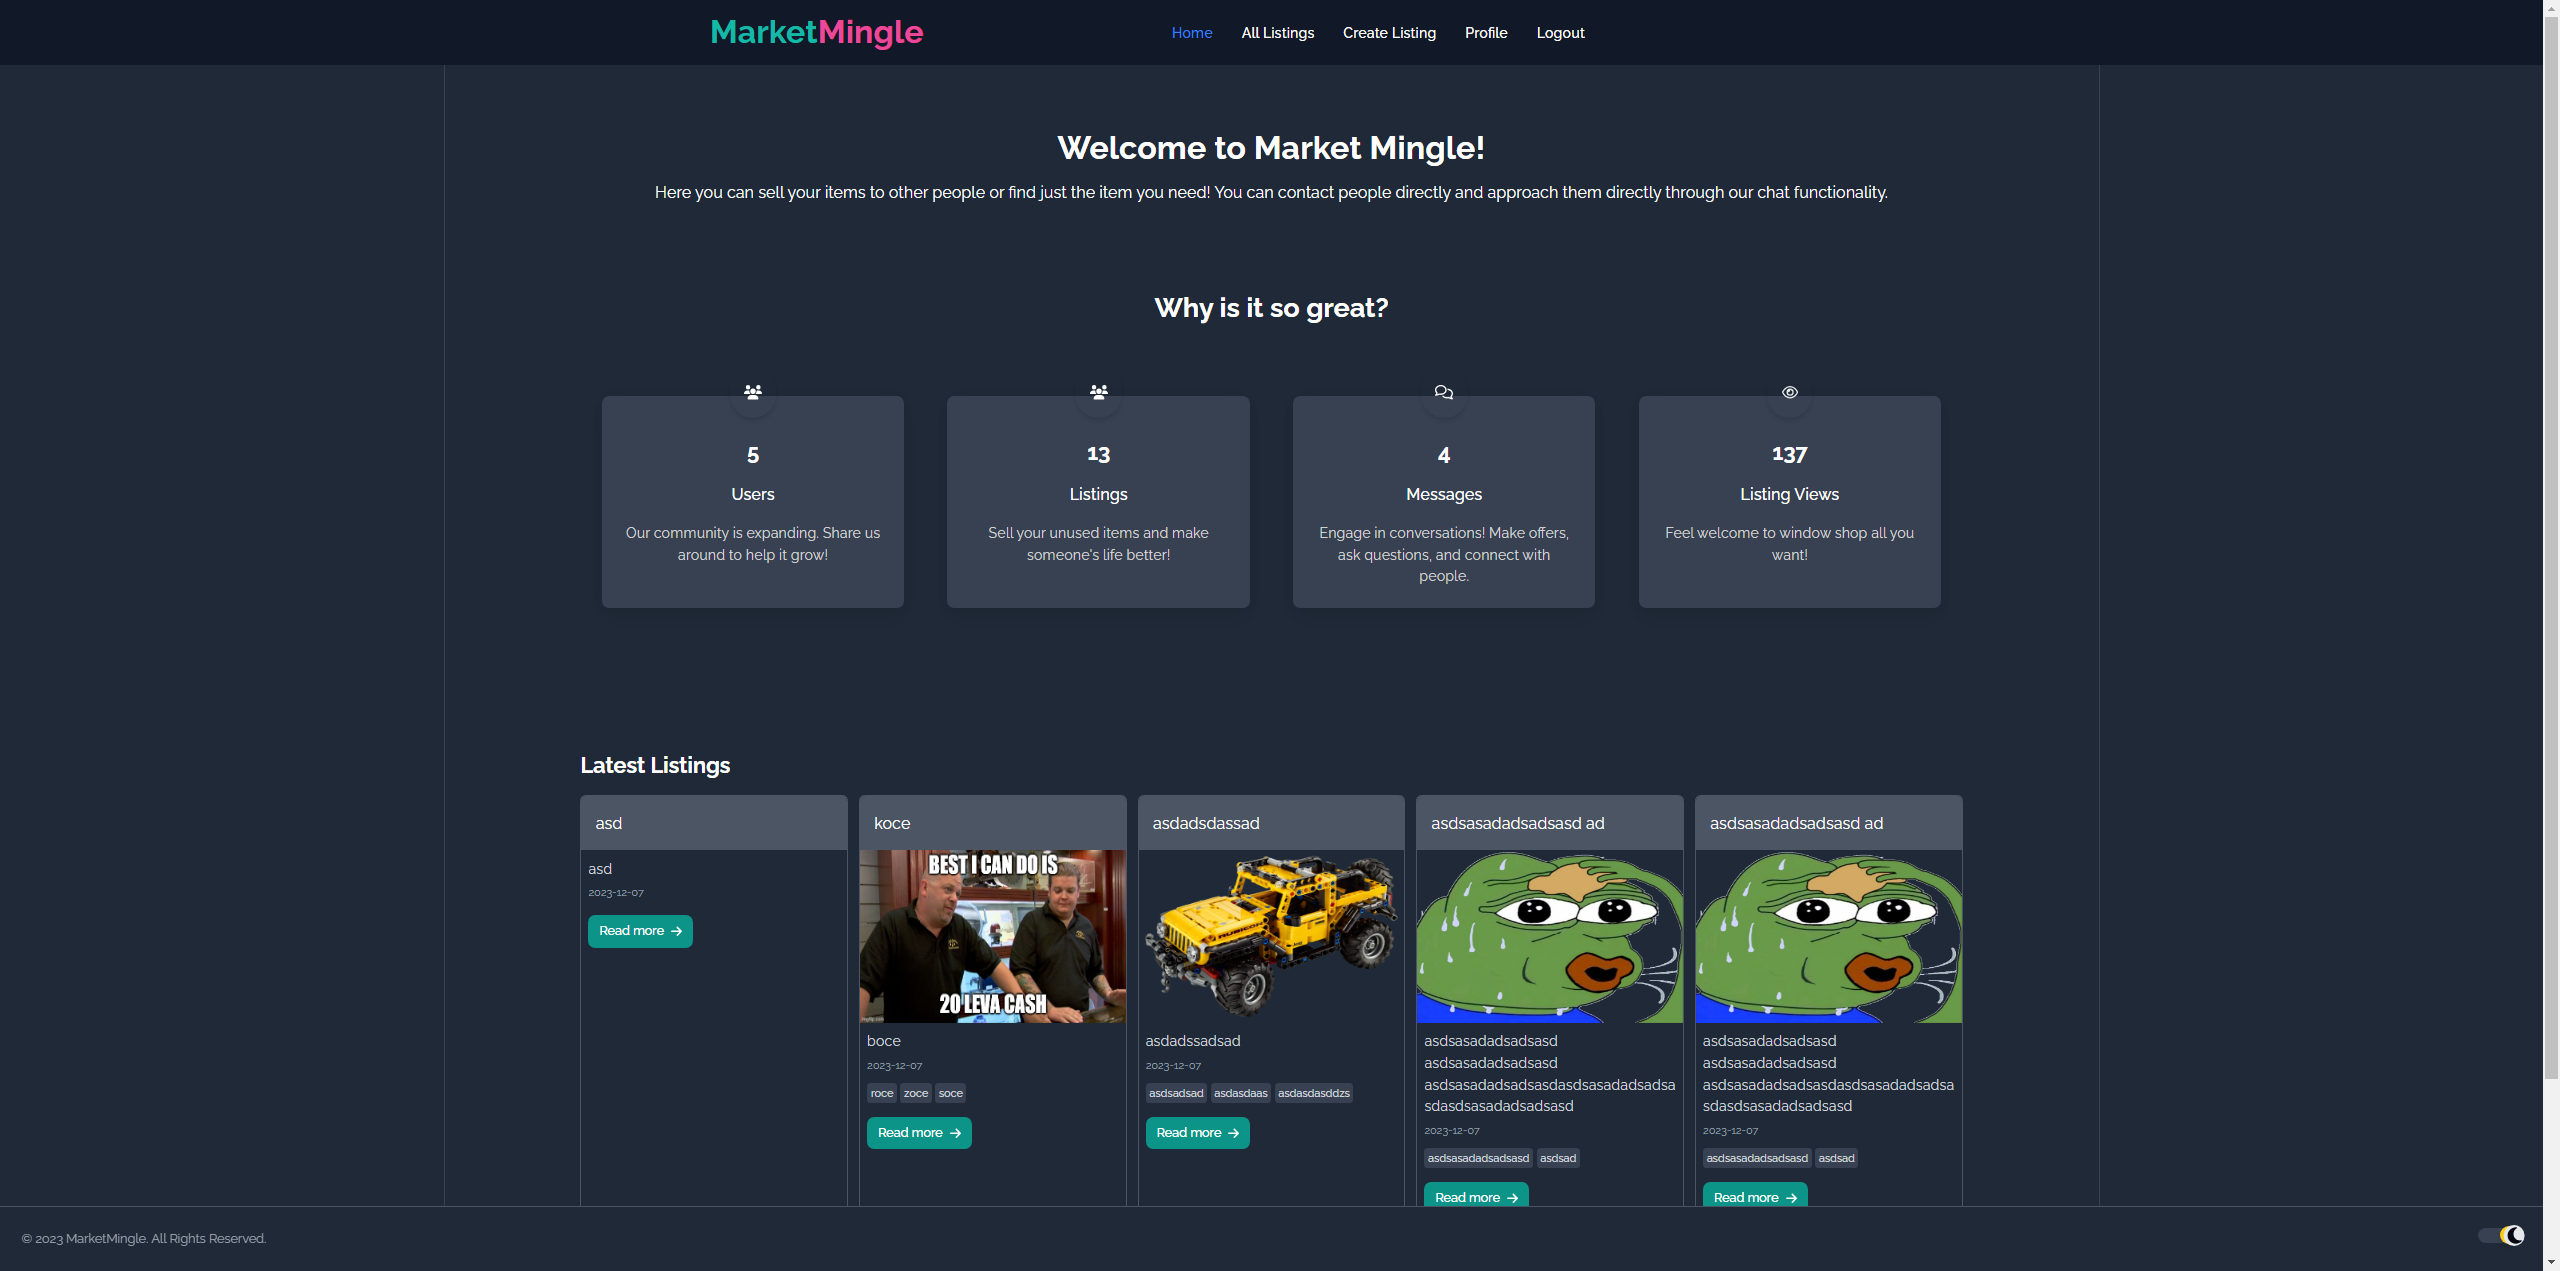 MarketMingle
Home
All Listings
Create Listing
Profile
Logout
Welcome to Market Mingle!
Here you can sell your items to other people or find just the item you need! You can contact people directly and approach them directly through our chat functionality.
Why is it so great?
5
Users
Our community is expanding. Share us
around to help it grow!
13
Listings
Sell your unused items and make
someone's life better!
4
Messages
Engage in conversations! Make offers,
ask questions, and connect with
people.
137
Listing Views
Feel welcome to window shop all you
want!
Latest Listings
asd
asd
2023-12-07
Read more
koce
BEST I CAN DO IS
20 LEVA CASH
boce
2023-12-07
roce zoce soce
Read more
asdadsdassad
RUBICON
asdadssadsad
2023-12-07
asdsadsad asdasdaas asdasdasddzs
Read more
asdsasadadsadsasd ad
asdsasadadsadsasd
asdsasadadsadsasd
asdsasadadsadsasdasdsasadadsadsa
sdasdsasadadsadsasd
2023-12-07
asdsasadadsadsasd asdsad
Read more
asdsasadadsadsasd ad
asdsasadadsadsasd
asdsasadadsadsasd
asdsasadadsadsasdasdsasadadsadsa
sdasdsasadadsadsasd
2023-12-07
asdsasadadsadsasd asdsad
Read more
© 2023 MarketMingle. All Rights Reserved.